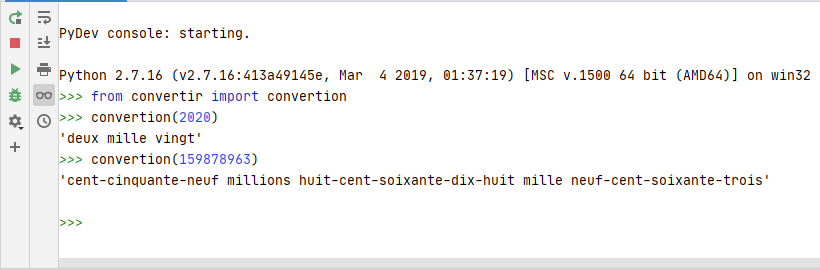 PyDev console: starting.
Python 2.7.16 (v2.7.16:413a49145e, Mar  4 2019, 01:37:19) [MSC v.1500 64 bit (AMD64)] on win32
>>> from convertir import convertion
>>> convertion(2020)
'deux mille vingt'
>>> convertion(159878963)
'cent-cinquante-neuf millions huit-cent-soixante-dix-huit mille neuf-cent-soixante-trois'
>>>